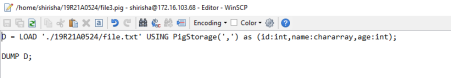 /home/shirisha/19R21A0524/file3.pig - shirisha@172.16.103.68 - Editor - WinSCP
Encoding Color
D = LOAD './19R21A0524/file.txt' USING PigStorage(',') as (id:int,name:chararray,age:int);
DUMP D;